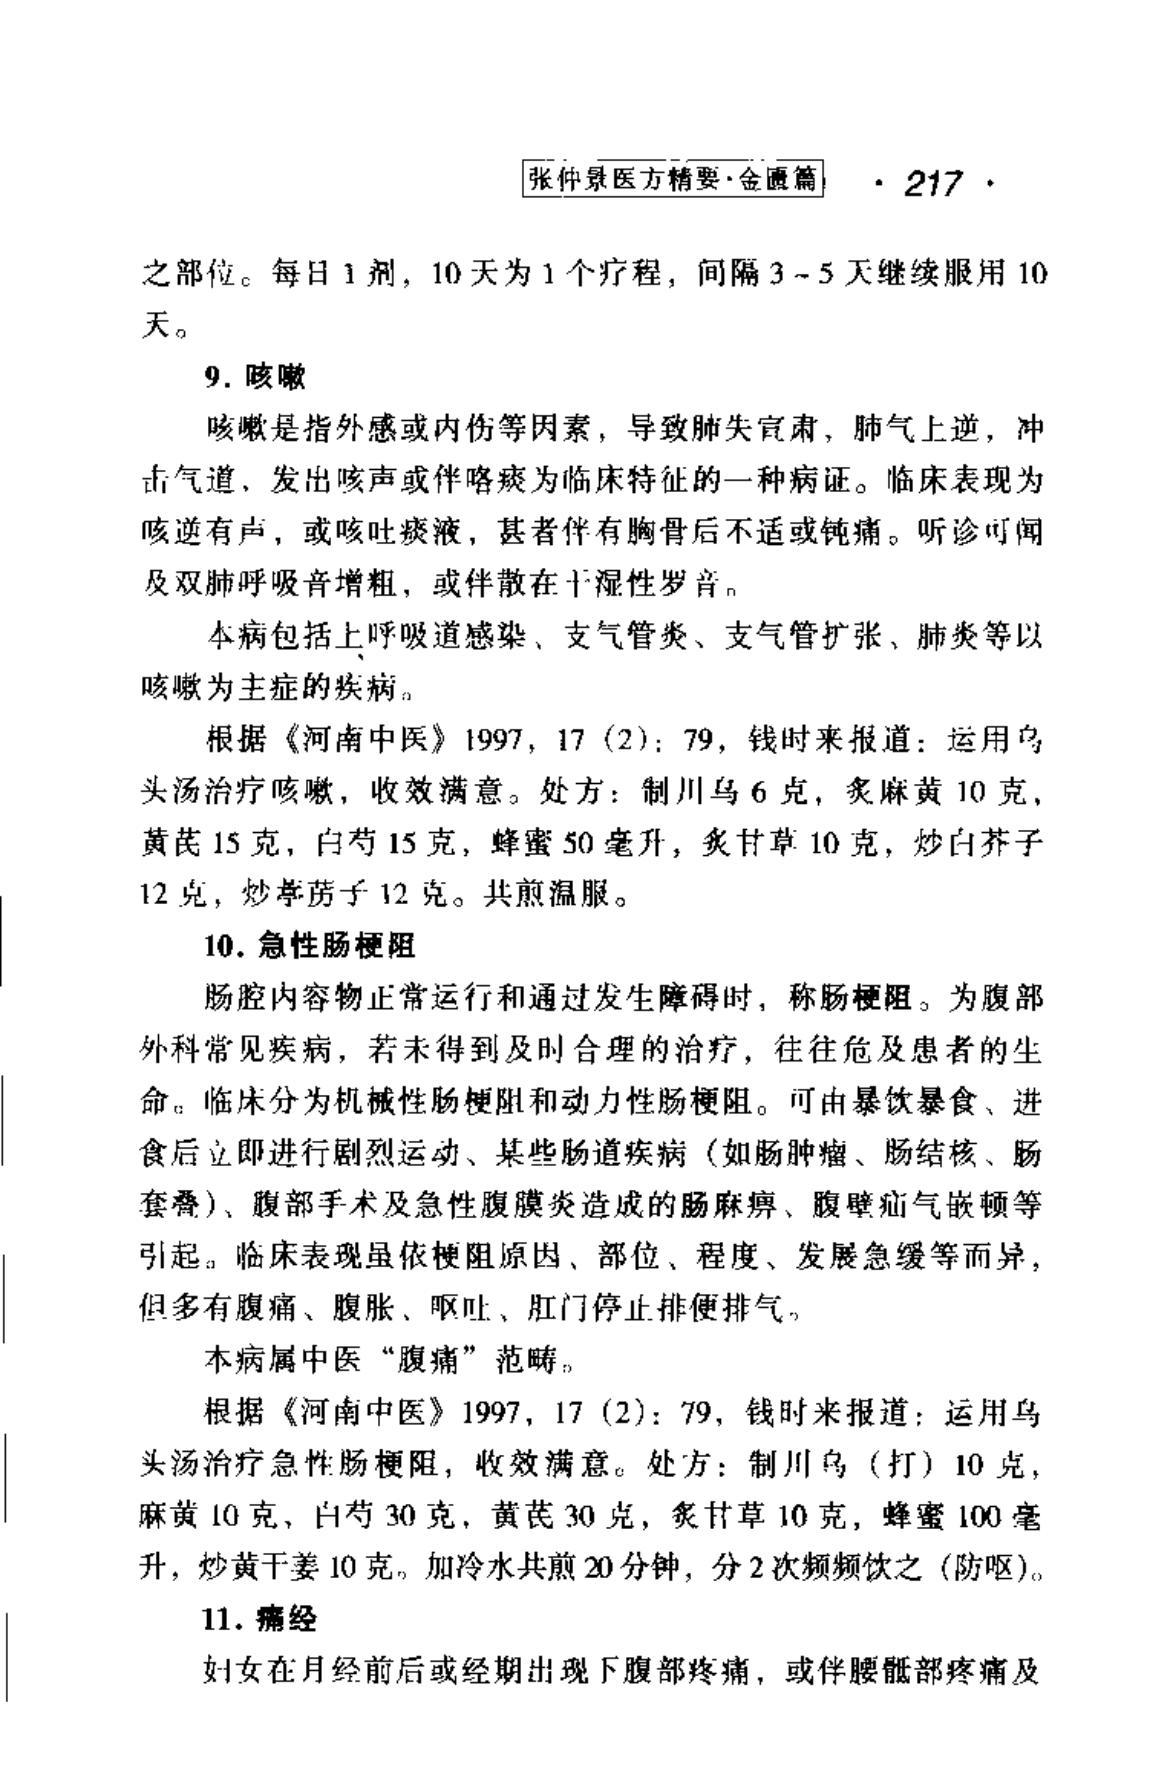 张仲景医方精要·金匮篇 · 217 ·
之部位。每日1剂，10天为1个疗程，间隔3~5天继续服用10
天。
9. 咳嗽
咳嗽是指外感或内伤等因素，导致肺失宣肃，肺气上逆，冲
击气道、发出咳声或伴咯痰为临床特征的一种病证。临床表现为
咳逆有声，或咳吐痰液，甚者伴有胸骨后不适或钝痛。听诊可闻
及双肺呼吸音增粗，或伴散在干湿性罗音。
本病包括上呼吸道感染、支气管炎、支气管扩张、肺炎等以
咳嗽为主症的疾病。
根据《河南中医》1997，17（2）：79，钱时来报道：运用乌
头汤治疗咳嗽，收效满意。处方：制川乌6克，炙麻黄10克，
黄芪15克，白芍15克，蜂蜜50毫升，炙甘草10克，炒白芥子
12克，炒葶苈子12克。共煎温服。
10. 急性肠梗阻
肠腔内容物正常运行和通过发生障碍时，称肠梗阻。为腹部
外科常见疾病，若未得到及时合理的治疗，往往危及患者的生
命。临床分为机械性肠梗阻和动力性肠梗阻。可由暴饮暴食、进
食后立即进行剧烈运动、某些肠道疾病（如肠肿瘤、肠结核、肠
套叠）、腹部手术及急性腹膜炎造成的肠麻痹、腹壁疝气嵌顿等
引起。临床表现虽依梗阻原因、部位、程度、发展急缓等而异，
但多有腹痛、腹胀、呕吐、肛门停止排便排气。
本病属中医“腹痛”范畴。
根据《河南中医》1997，17（2）：79，钱时来报道：运用乌
头汤治疗急性肠梗阻，收效满意。处方：制川乌（打）10克，
麻黄10克，白芍30克，黄芪30克，炙甘草10克，蜂蜜100毫
升，炒黄干姜10克。加冷水共煎20分钟，分2次频频饮之（防呕）。
11. 痛经
妇女在月经前后或经期出现下腹部疼痛，或伴腰骶部疼痛及